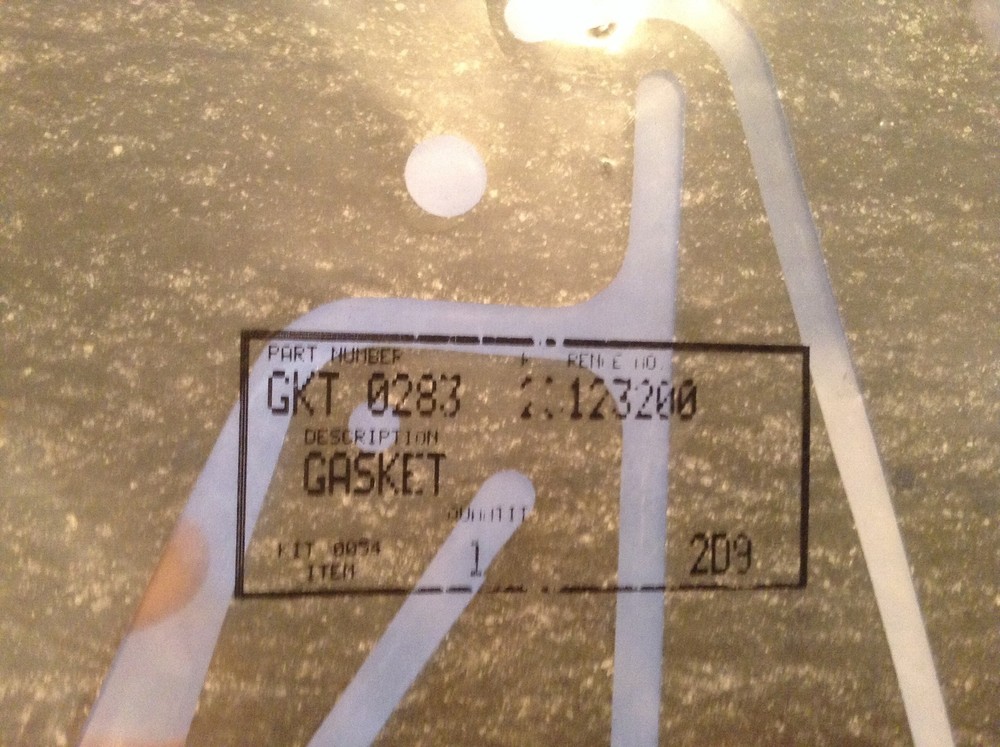 PART NUMBER
GKT 0283 123200
DESCRIPTION
GASKET
KIT 0054 1 2D9
ITEM